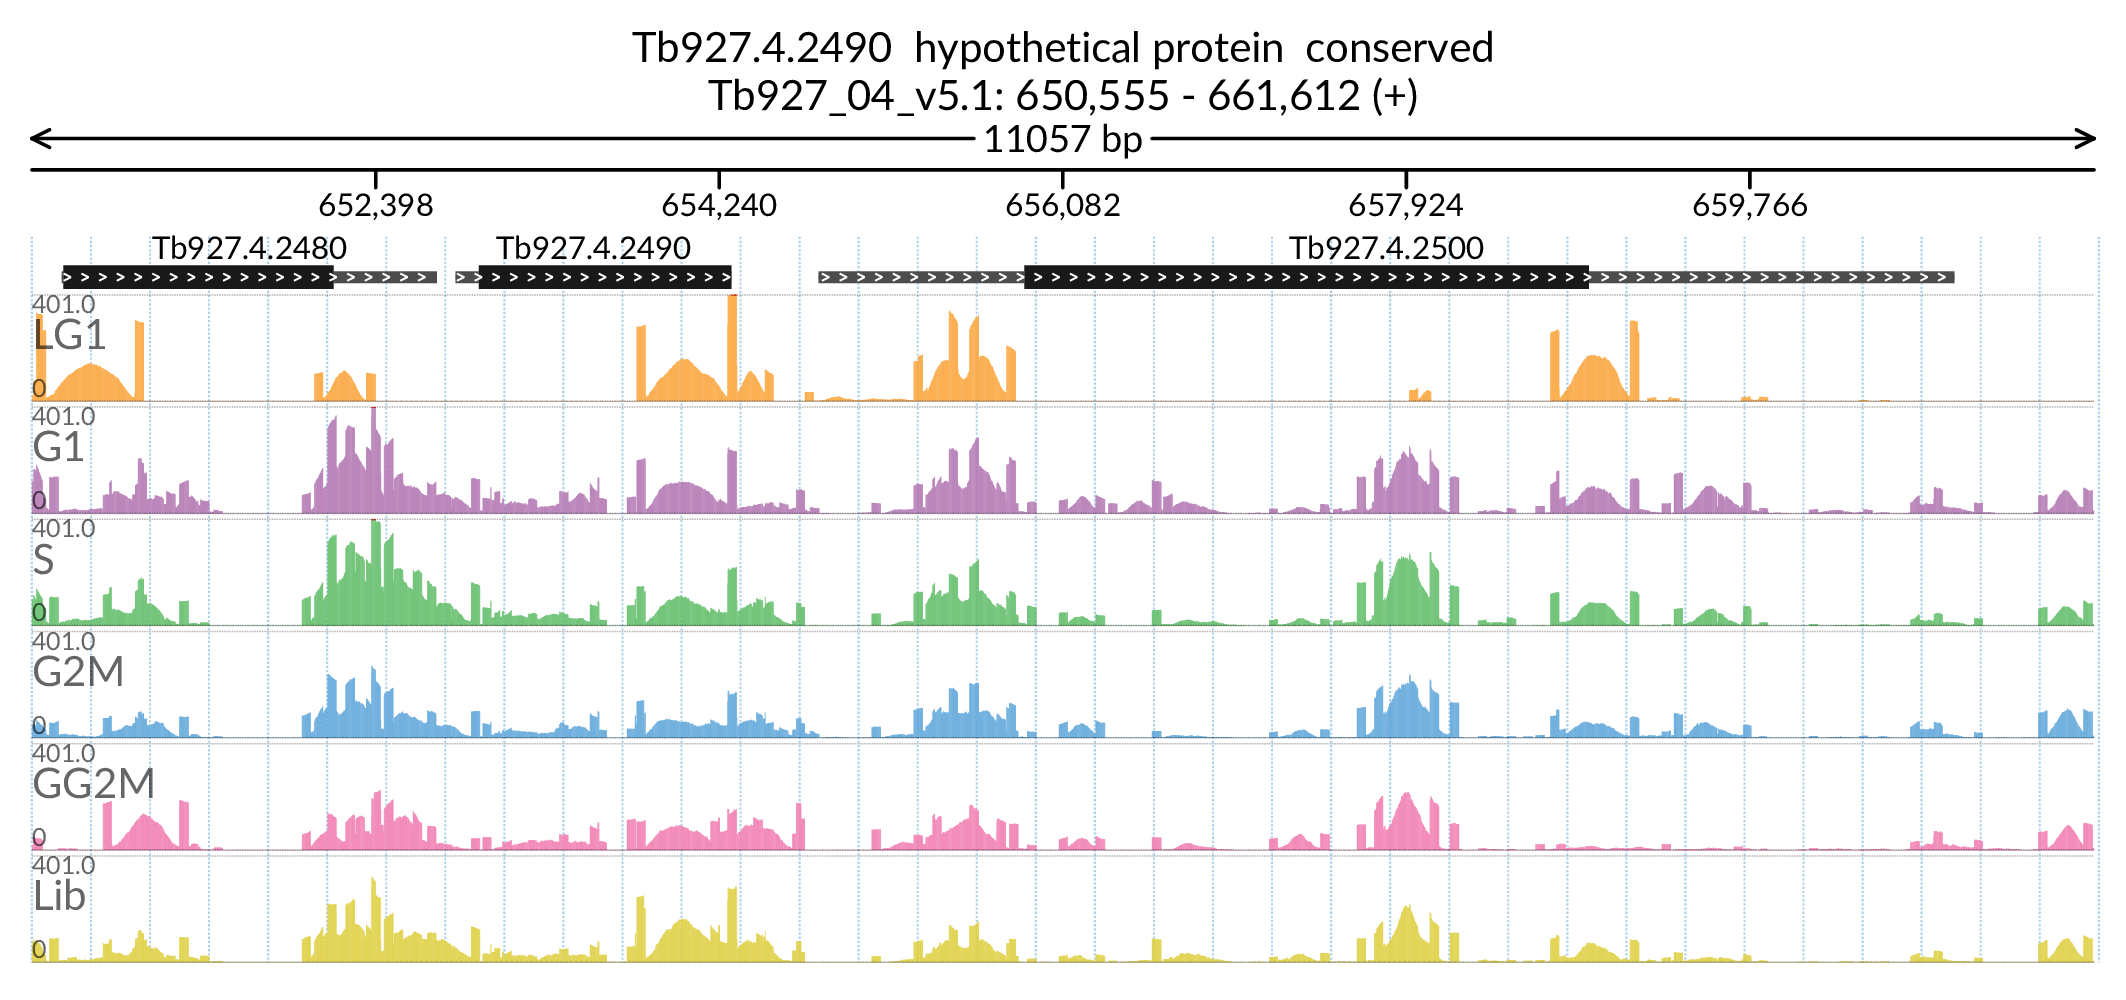 Tb927.4.2490 hypothetical protein conserved
Tb927_04_v5.1: 650,555 - 661,612 (+)
11057 bp
652,398 654,240 656,082 657,924 659,766
Tb927.4.2480 Tb927.4.2490 Tb927.4.2500
401.0
LG1
0
401.0
G1
0
401.0
S
0
401.0
G2M
0
401.0
GG2M
0
401.0
Lib
0